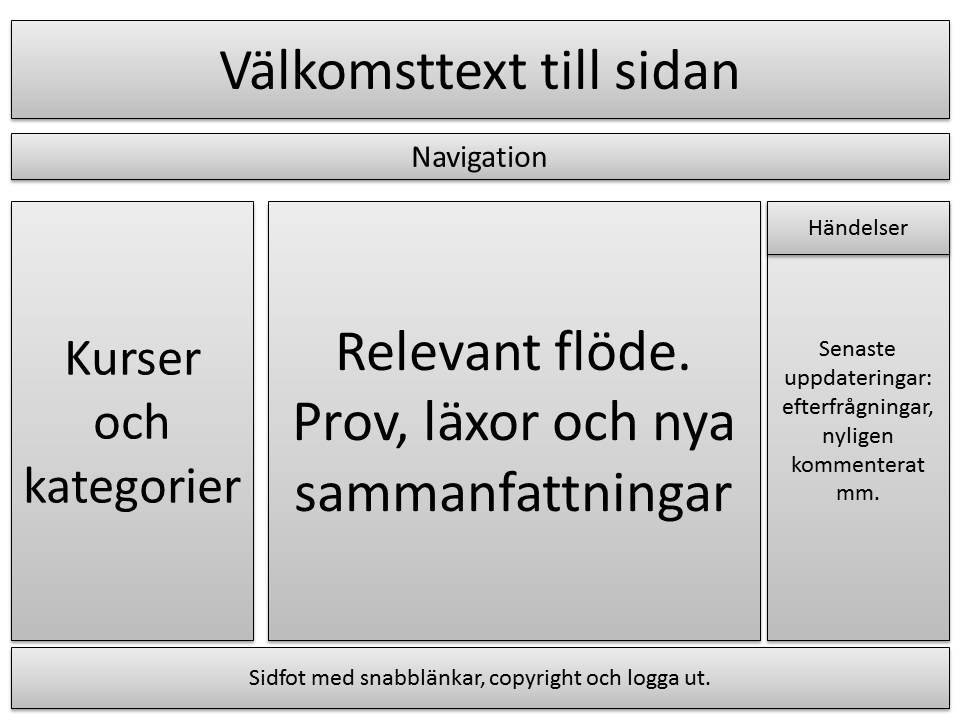 Välkomsttext till sidan
Navigation
Kurser
och
kategorier
Relevant flöde.
Prov, läxor och nya
sammanfattningar
Händelser
Senaste
uppdateringar:
efterfrågningar,
nyligen
kommenterat
mm.
Sidfot med snabblänkar, copyright och logga ut.